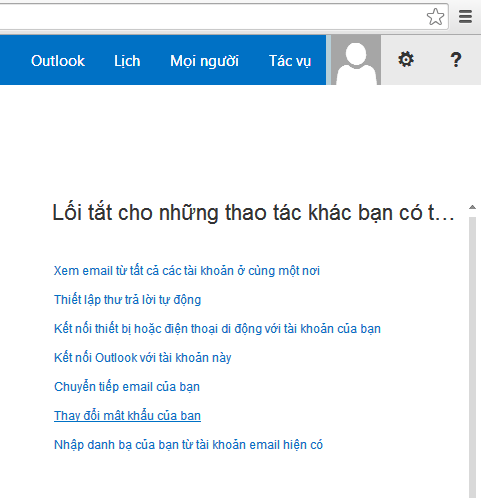 Outlook Lịch Mọi người Tác vụ ?
Lối tắt cho những thao tác khác bạn có t...
Xem email từ tất cả các tài khoản ở cùng một nơi
Thiết lập thư trả lời tự động
Kết nối thiết bị hoặc điện thoại di động với tài khoản của bạn
Kết nối Outlook với tài khoản này
Chuyển tiếp email của bạn
Thay đổi mật khẩu của bạn
Nhập danh bạ của bạn từ tài khoản email hiện có